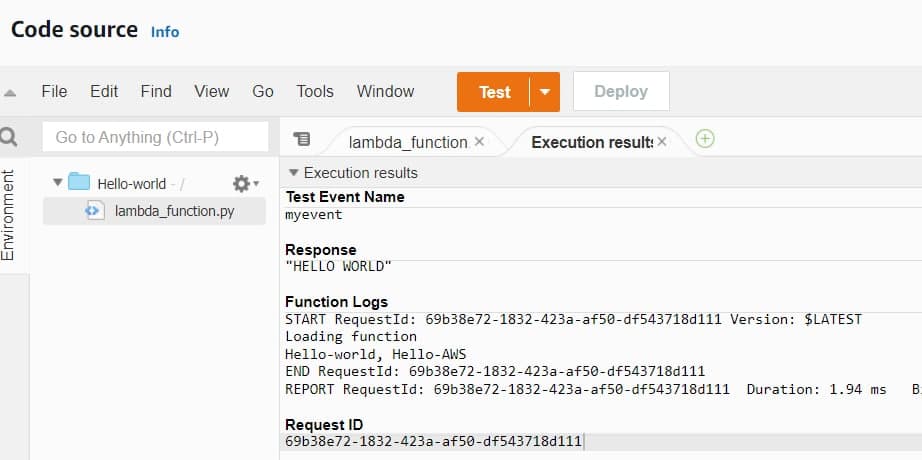 Code source Info
File Edit Find View Go Tools Window Test Deploy
Go to Anything (Ctrl-P) lambda_function Execution results
Environment
Hello-world - /
lambda_function.py
Execution results
Test Event Name
myevent
Response
"HELLO WORLD"
Function Logs
START RequestId: 69b38e72-1832-423a-af50-df543718d111 Version: $LATEST
Loading function
Hello-world, Hello-AWS
END RequestId: 69b38e72-1832-423a-af50-df543718d111
REPORT RequestId: 69b38e72-1832-423a-af50-df543718d111 Duration: 1.94 ms
Request ID
69b38e72-1832-423a-af50-df543718d111